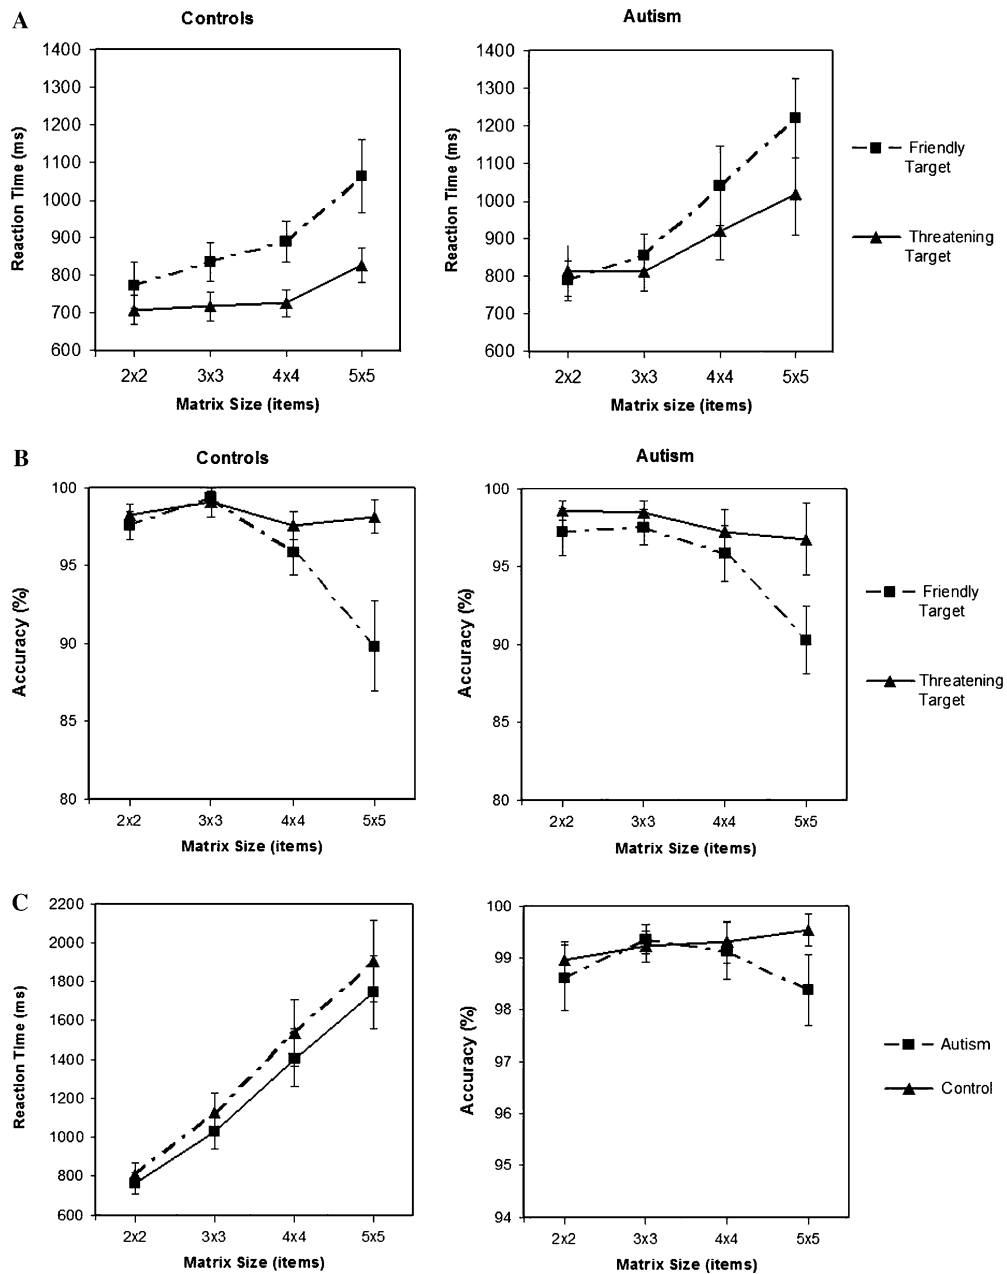 A
Controls
Autism
Reaction Time (ms)
1400
1300
1200
1100
1000
900
800
700
600
2x2
3x3
4x4
5x5
Matrix Size (items)
Reaction Time (ms)
1400
1300
1200
1100
1000
900
800
700
600
2x2
3x3
4x4
5x5
Matrix size (items)
Friendly
Target
Threatening
Target
B
Controls
Autism
Accuracy (%)
100
95
90
85
80
2x2
3x3
4x4
5x5
Matrix Size (items)
Accuracy (%)
100
95
90
85
80
2x2
3x3
4x4
5x5
Matrix Size (items)
Friendly
Target
Threatening
Target
C
Reaction Time (ms)
2200
2000
1800
1600
1400
1200
1000
800
600
2x2
3x3
4x4
5x5
Matrix Size (items)
Accuracy (%)
100
99
98
97
96
95
94
2x2
3x3
4x4
5x5
Matrix Size (items)
Autism
Control